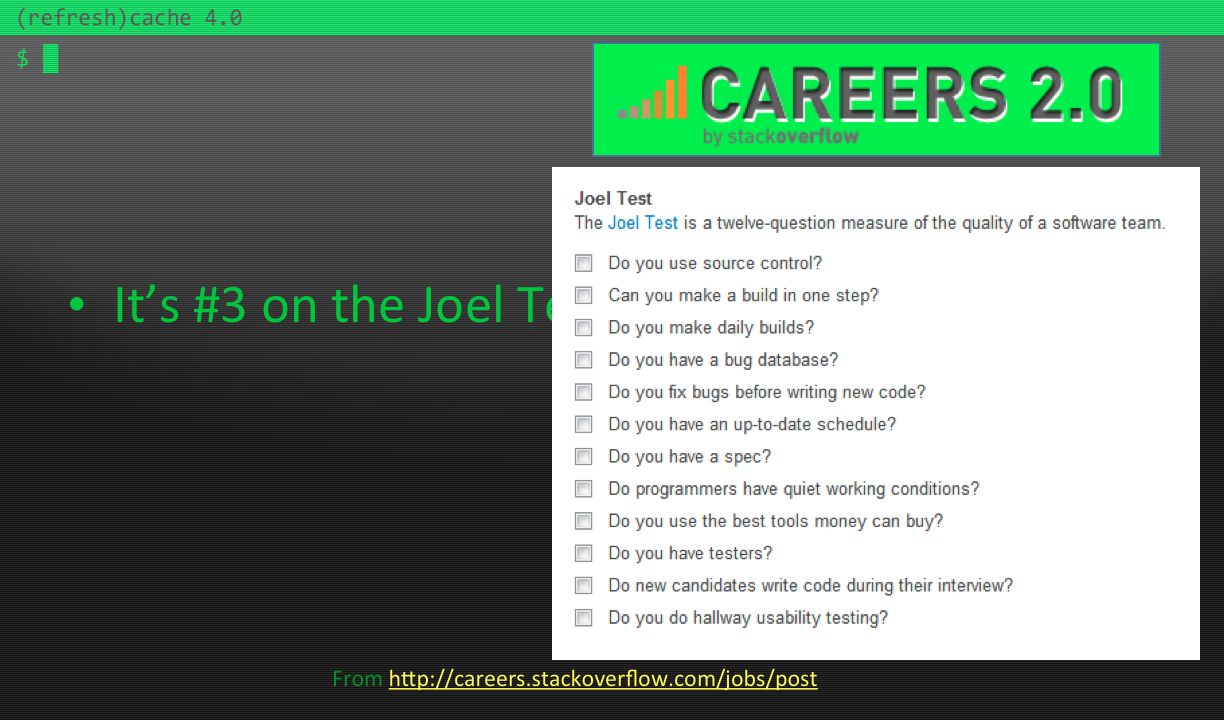 (refresh)cache 4.0
$
CAREERS 2.0
by stackoverflow
• It’s #3 on the Joel
Joel Test
The Joel Test is a twelve-question measure of the quality of a software team.
Do you use source control?
Can you make a build in one step?
Do you make daily builds?
Do you have a bug database?
Do you fix bugs before writing new code?
Do you have an up-to-date schedule?
Do you have a spec?
Do programmers have quiet working conditions?
Do you use the best tools money can buy?
Do you have testers?
Do new candidates write code during their interview?
Do you do hallway usability testing?
From http://careers.stackoverflow.com/jobs/post